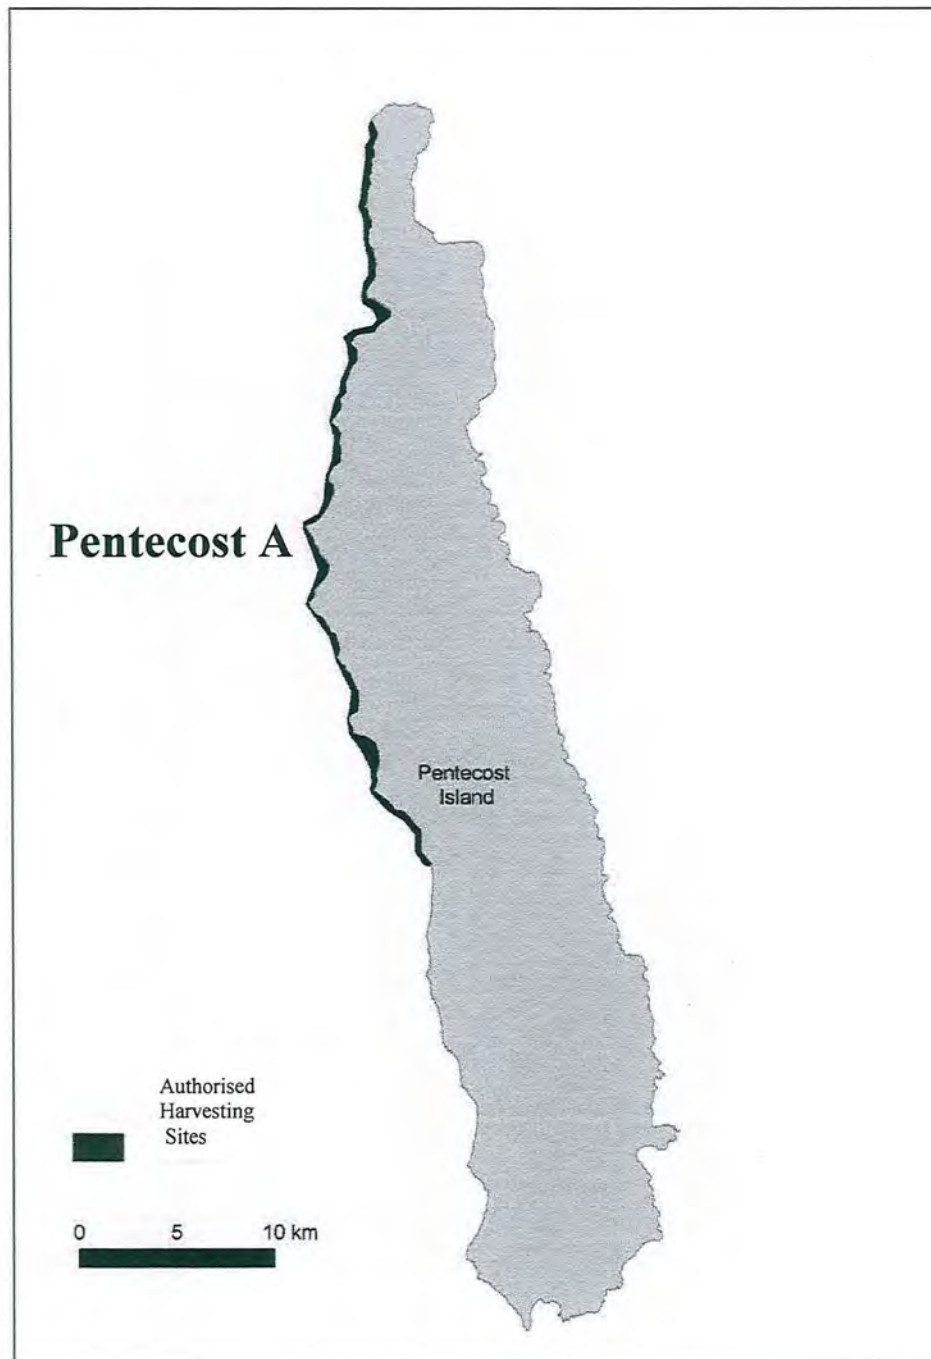 Pentecost A
Pentecost
Island
Authorised
Harvesting
Sites
0 5 10 km